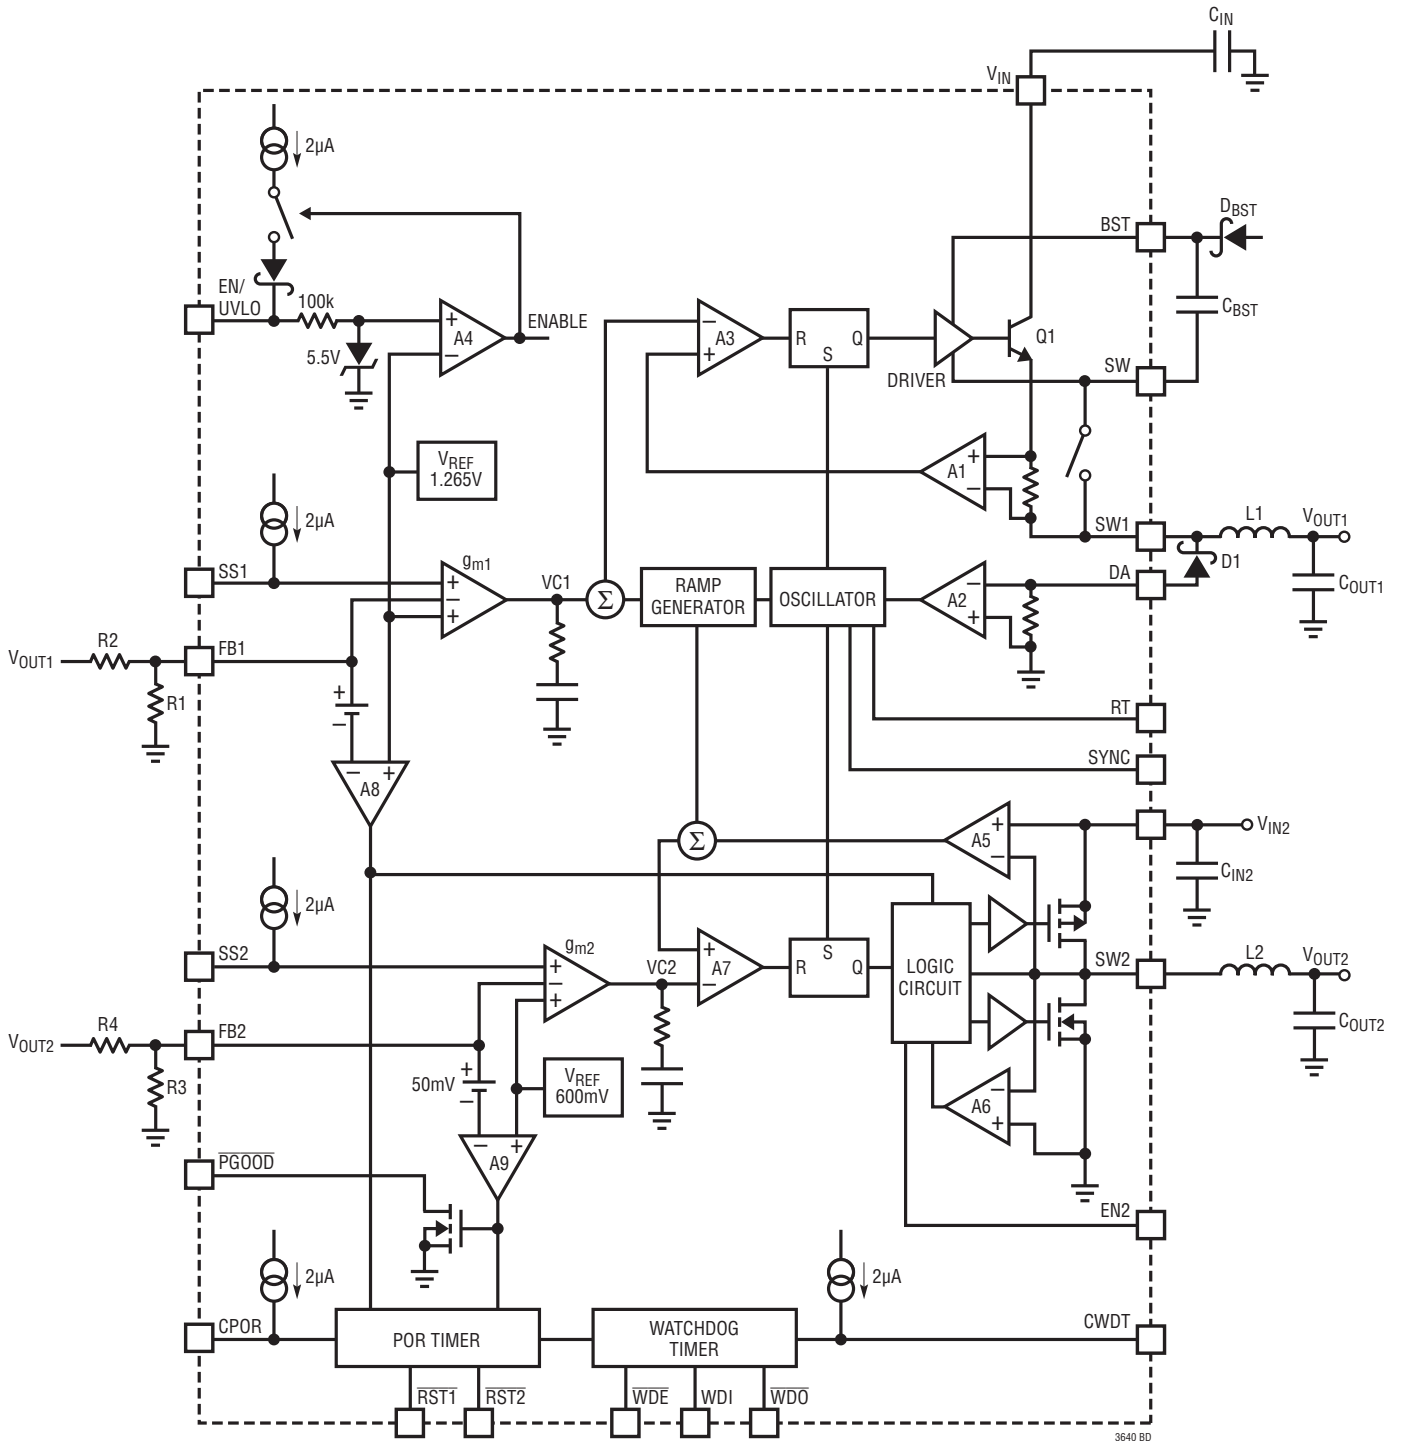 CIN
VIN
2µA
DBST
BST
CBST
EN/
UVLO
100k
5.5V
+
−
A4
ENABLE
−
+
A3
R
S
Q
DRIVER
Q1
SW
VREF
1.265V
A1
+
−
2µA
SS1
gm1
+
−
+
VC1
Σ
RAMP
GENERATOR
OSCILLATOR
A2
−
+
SW1
L1
VOUT1
DA
D1
COUT1
VOUT1
R2
FB1
R1
+
−
RT
SYNC
−
+
A8
Σ
A5
+
−
VIN2
CIN2
2µA
SS2
gm2
+
−
+
VC2
+
−
A7
R
S
Q
LOGIC
CIRCUIT
SW2
L2
VOUT2
COUT2
VOUT2
R4
FB2
R3
50mV
+
−
VREF
600mV
A6
−
+
−
+
A9
PGOOD
EN2
2µA
2µA
CPOR
POR TIMER
WATCHDOG
TIMER
CWDT
RST1
RST2
WDE
WDI
WDO
3640 BD